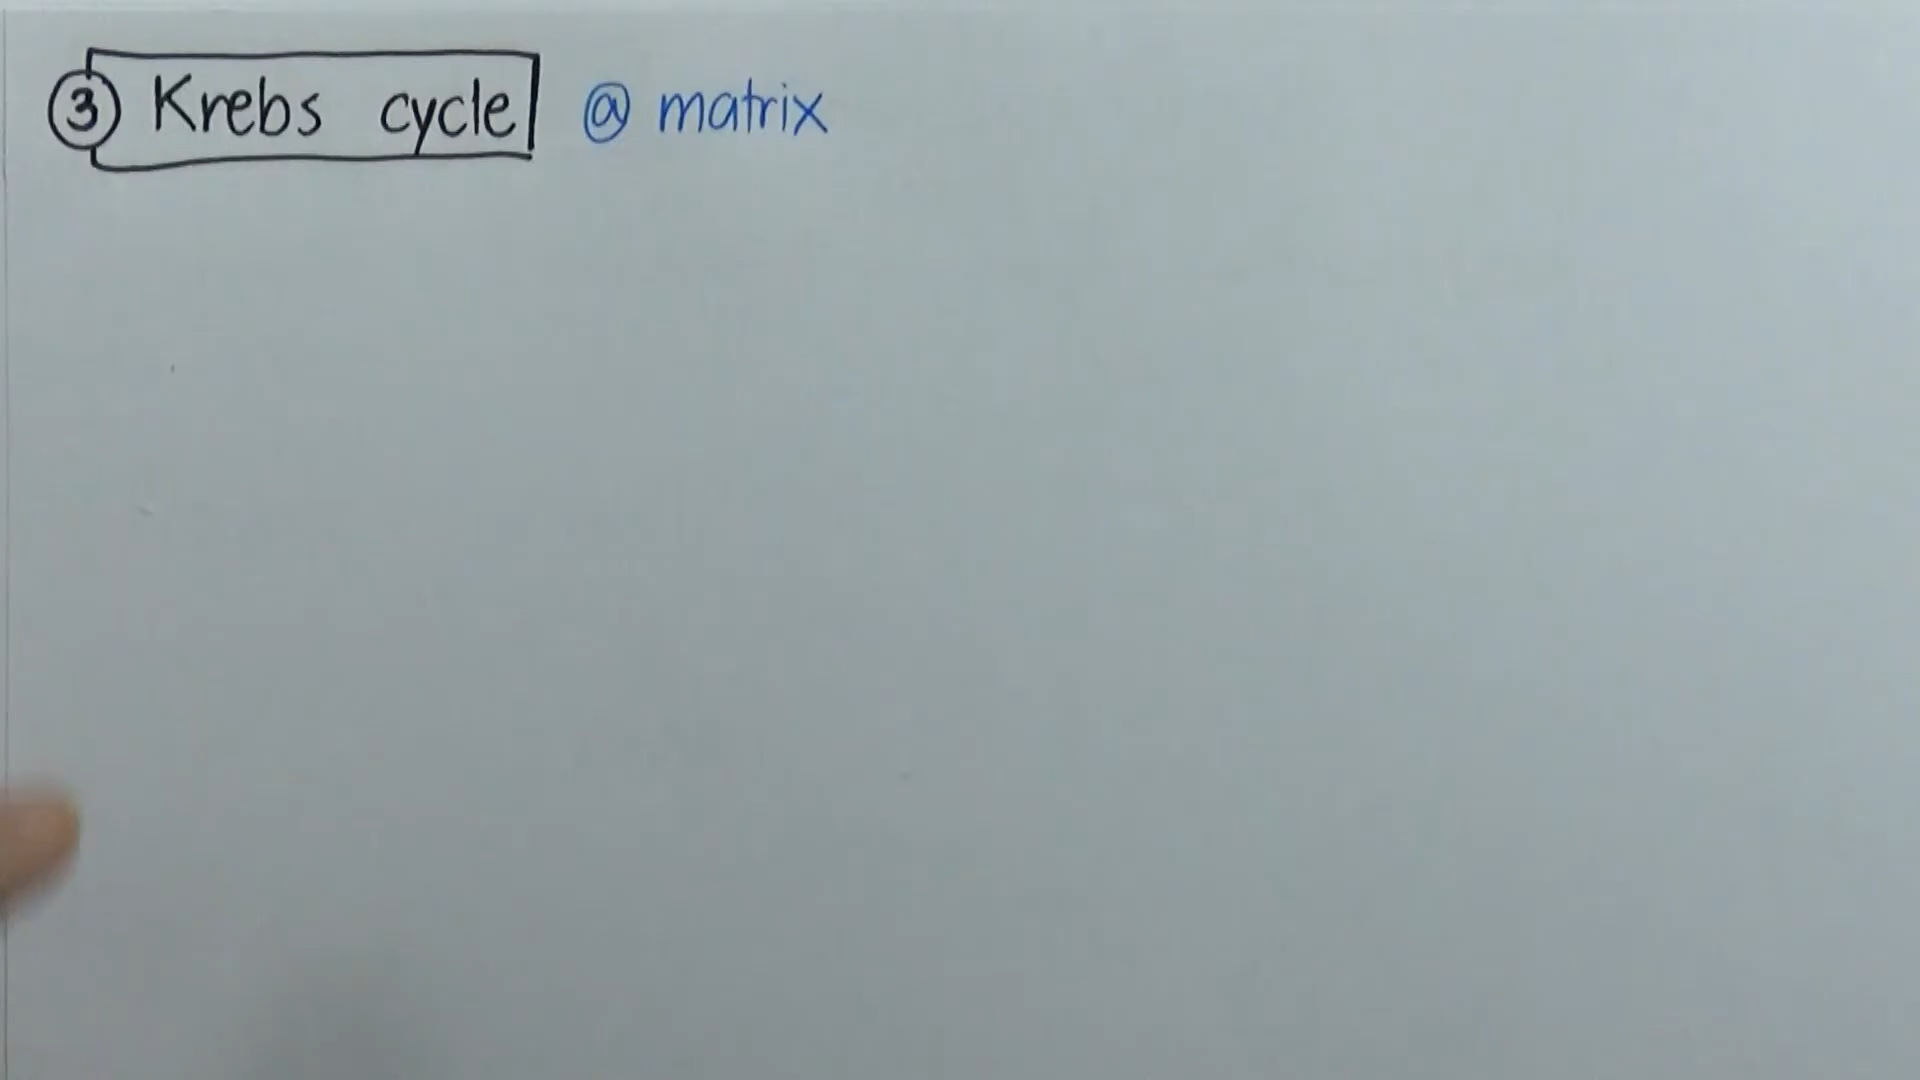 ③ Krebs cycle @ matrix